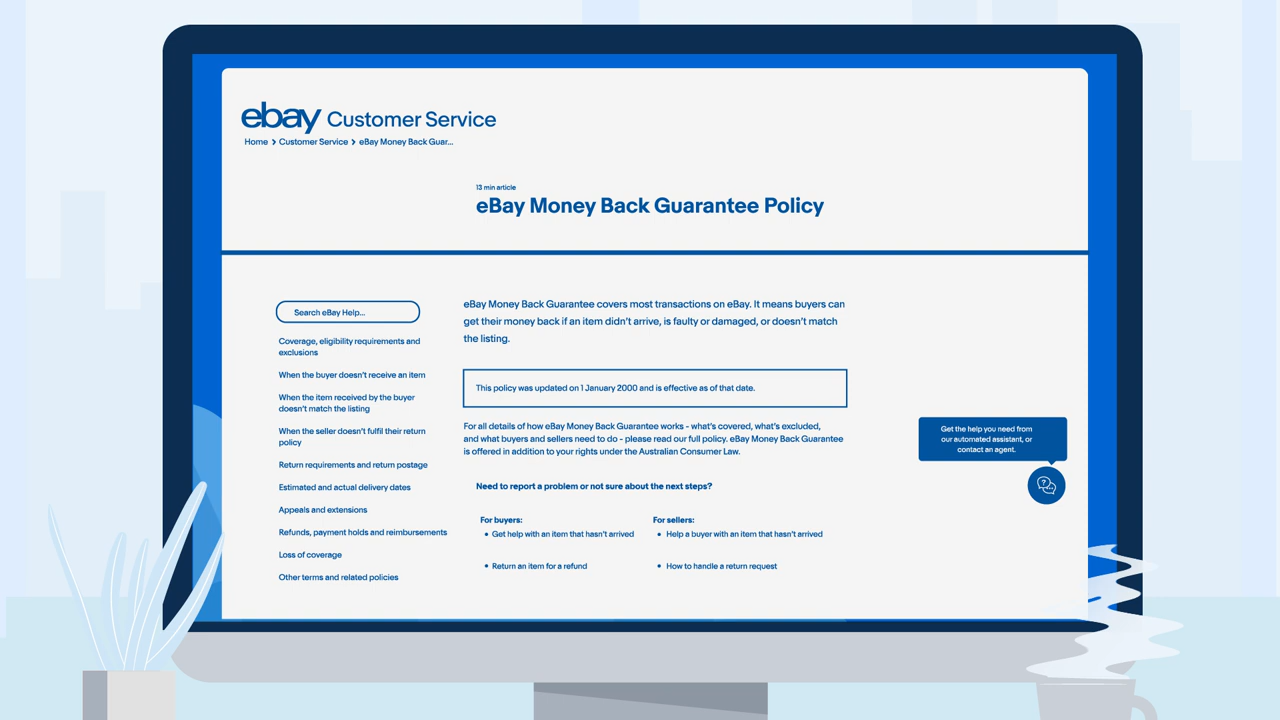 ebay Customer Service
Home > Customer Service > eBay Money Back Guar...
13 min article
eBay Money Back Guarantee Policy
Search eBay Help...
Coverage, eligibility requirements and
exclusions
When the buyer doesn't receive an item
When the item received by the buyer
doesn't match the listing
When the seller doesn't fulfil their return
policy
Return requirements and return postage
Estimated and actual delivery dates
Appeals and extensions
Refunds, payment holds and reimbursements
Loss of coverage
Other terms and related policies
eBay Money Back Guarantee covers most transactions on eBay. It means buyers can
get their money back if an item didn't arrive, is faulty or damaged, or doesn't match
the listing.
This policy was updated on 1 January 2000 and is effective as of that date.
For all details of how eBay Money Back Guarantee works - what's covered, what's excluded,
and what buyers and sellers need to do - please read our full policy. eBay Money Back Guarantee
is offered in addition to your rights under the Australian Consumer Law.
Need to report a problem or not sure about the next steps?
For buyers:
• Get help with an item that hasn't arrived
• Return an item for a refund
For sellers:
• Help a buyer with an item that hasn't arrived
• How to handle a return request
Get the help you need from
our automated assistant, or
contact an agent.
?